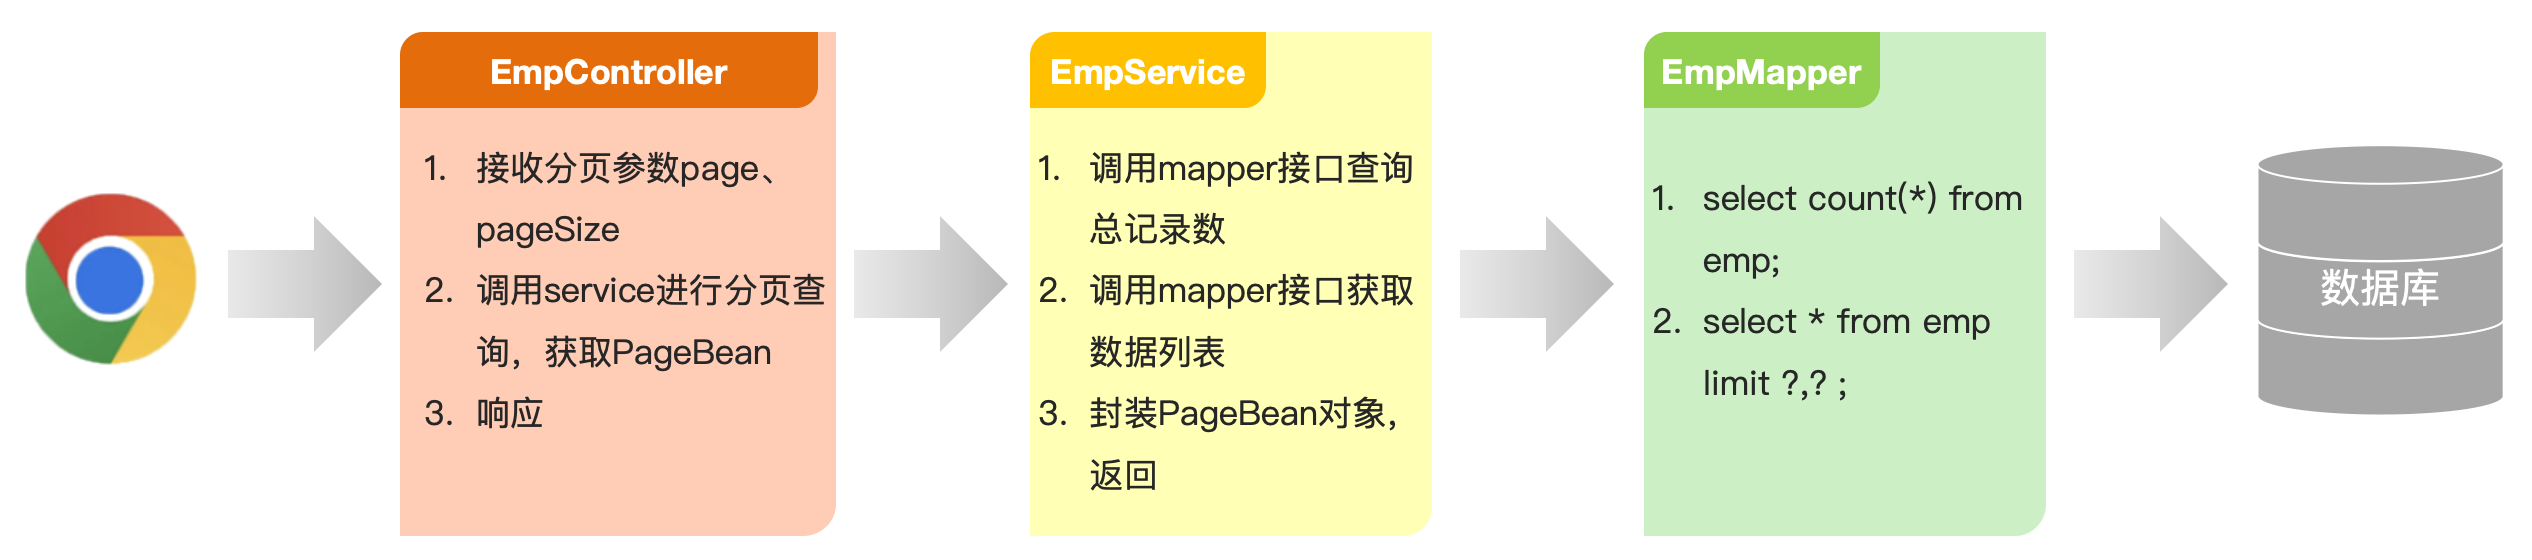 EmpController
1. 接收分页参数page、
pageSize
2. 调用service进行分页查
询，获取PageBean
3. 响应
EmpService
1. 调用mapper接口查询
总记录数
2. 调用mapper接口获取
数据列表
3. 封装PageBean对象，
返回
EmpMapper
1. select count(*) from
emp;
2. select * from emp
limit ?,? ;
数据库